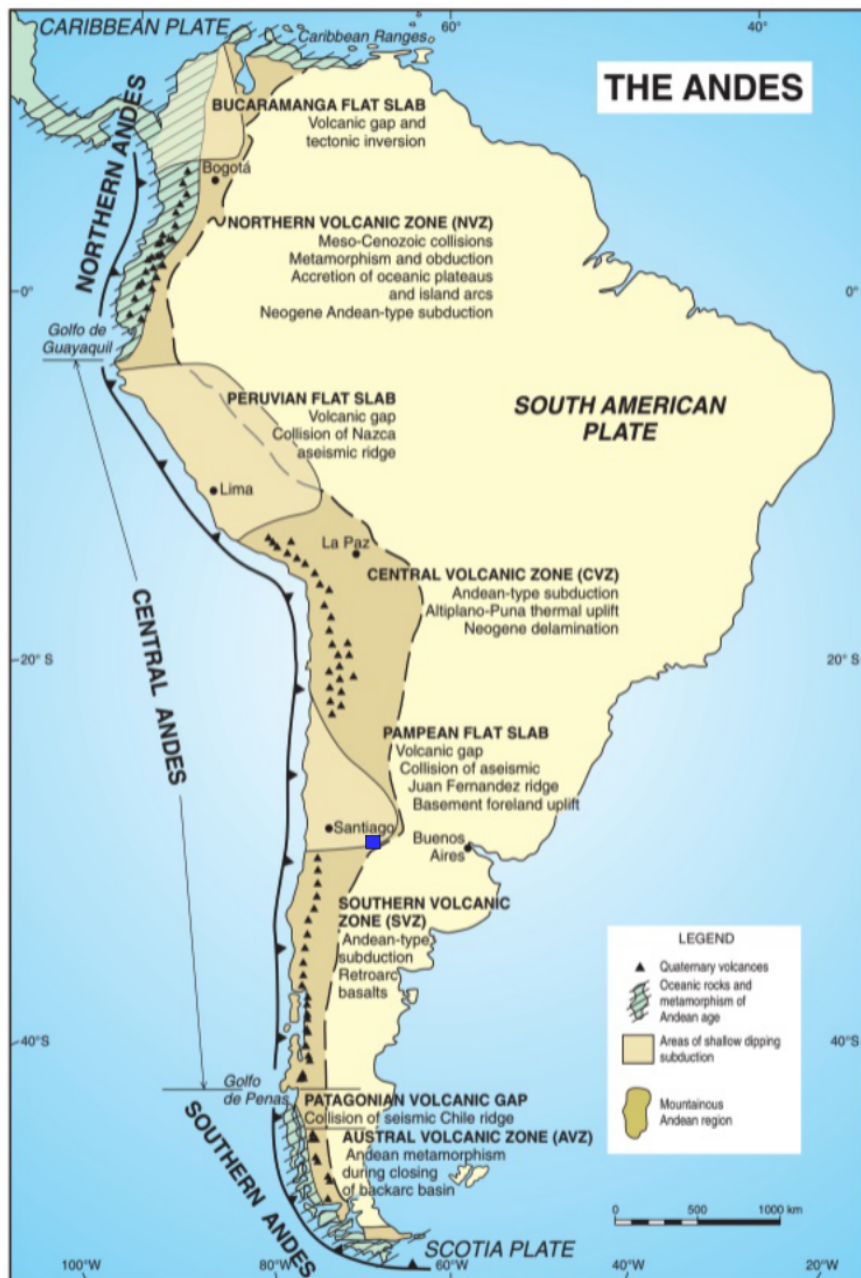 CARIBBEAN PLATE
Caribbean Ranges
60°
40°
THE ANDES
BUCARAMANGA FLAT SLAB
Volcanic gap and
tectonic inversion
Bogotá
NORTHERN ANDES
NORTHERN VOLCANIC ZONE (NVZ)
Meso-Cenozoic collisions
Metamorphism and obduction
Accretion of oceanic plateaus
and island arcs
Neogene Andean-type subduction
0°
0°
Golfo de
Guayaquil
PERUVIAN FLAT SLAB
Volcanic gap
Collision of Nazca
aseismic ridge
SOUTH AMERICAN
PLATE
Lima
La Paz
CENTRAL VOLCANIC ZONE (CVZ)
Andean-type subduction
Altiplano-Puna thermal uplift
Neogene delamination
CENTRAL ANDES
20° S
20°S
PAMPEAN FLAT SLAB
Volcanic gap
Collision of aseismic
Juan Fernandez ridge
Basement foreland uplift
Santiago
Buenos
Aires
SOUTHERN VOLCANIC
ZONE (SVZ)
Andean-type
subduction
Retroarc
basalts
LEGEND
Quaternary volcanoes
Oceanic rocks and
metamorphism of
Andean age
Areas of shallow dipping
subduction
Mountainous
Andean region
40°S
40°S
Golfo
de Penas
PATAGONIAN VOLCANIC GAP
Collision of seismic Chile ridge
AUSTRAL VOLCANIC ZONE (AVZ)
Andean metamorphism
during closing
of backarc basin
SOUTHERN ANDES
0 500 1000 km
SCOTIA PLATE
100°W
80°W
60°W
40°W
20°W